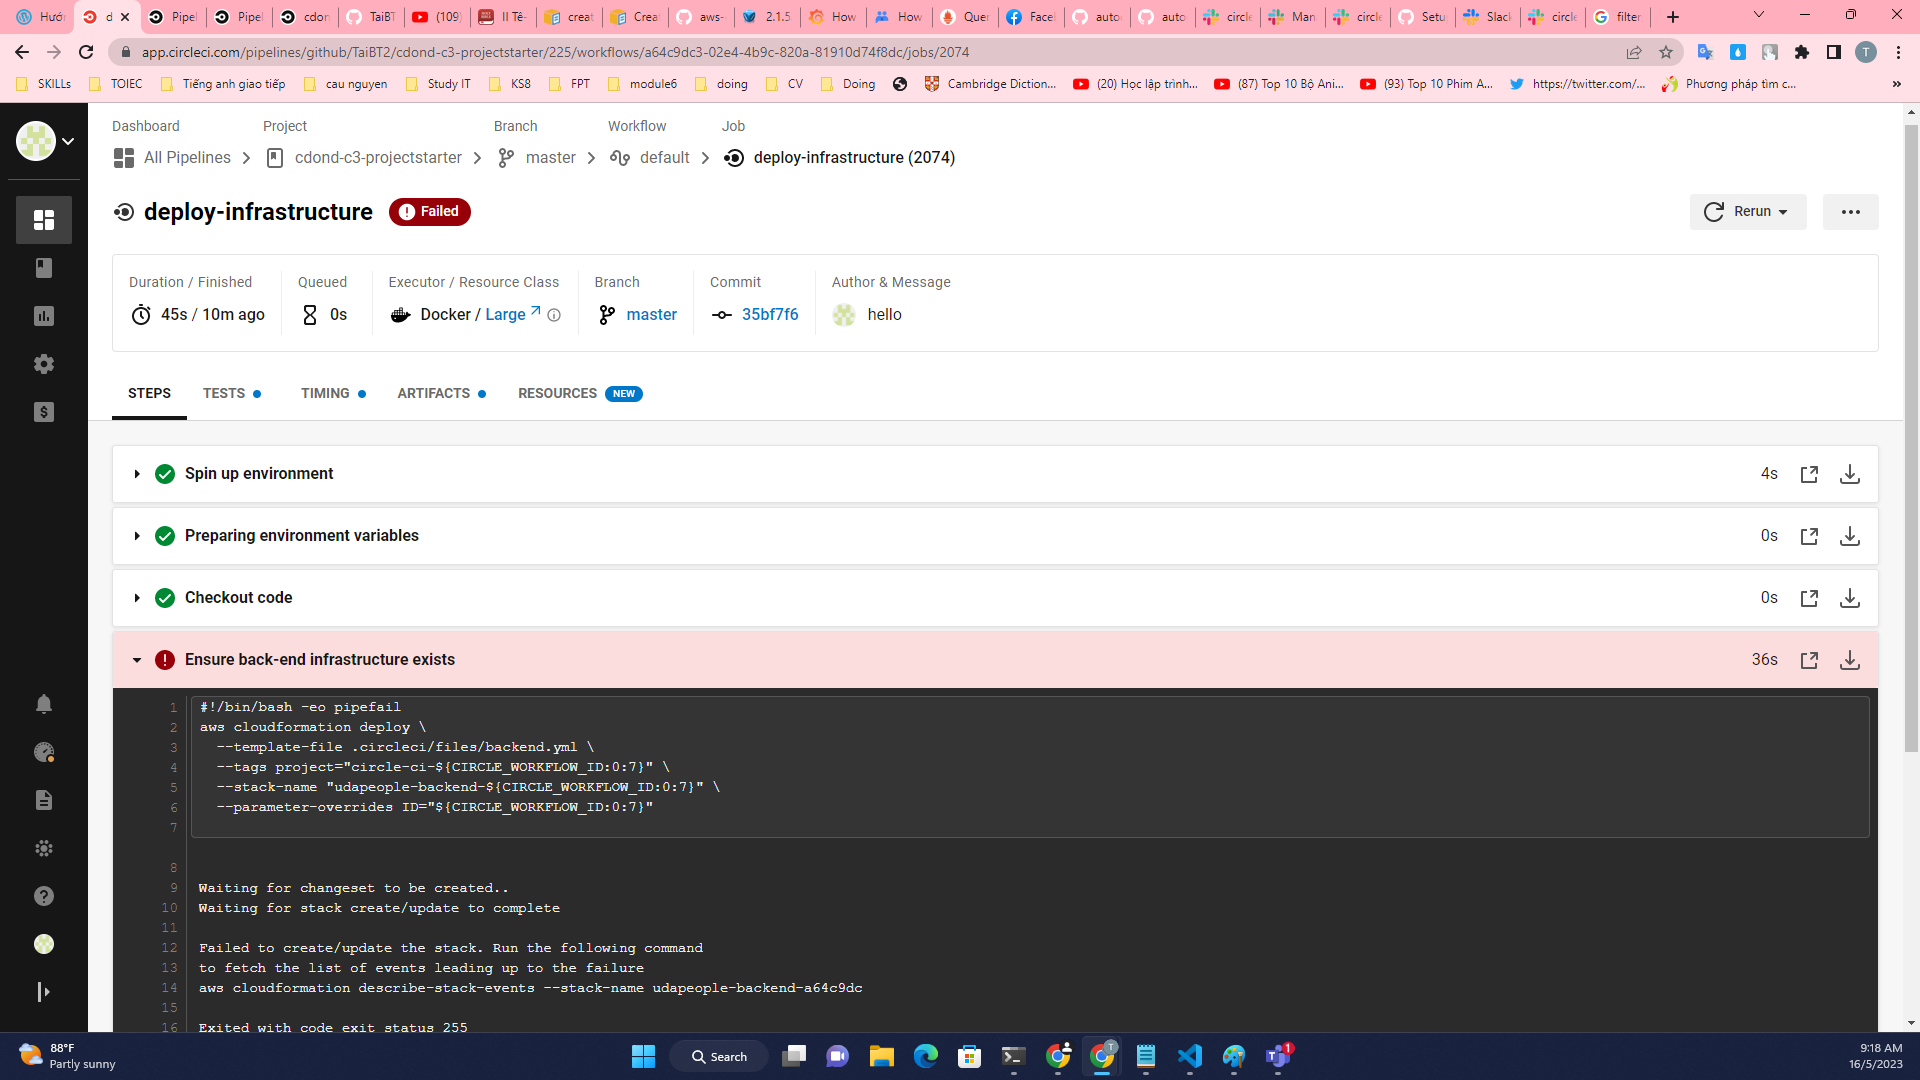 Hướ
d
Pipel
Pipel
cdon
TaiBT
(109)
II Tê-
creat
Creat
aws-
2.1.5
How
How
Quer
Facel
auto
auto
circle
Man
circle
Setu
Slack
circle
filter
app.circleci.com/pipelines/github/TaiBT2/cdond-c3-projectstarter/225/workflows/a64c9dc3-02e4-4b9c-820a-81910d74f8dc/jobs/2074
T
SKILLs
TOIEC
Tiếng anh giao tiếp
cau nguyen
Study IT
KS8
FPT
module6
doing
CV
Doing
Cambridge Diction...
(20) Học lập trình...
(87) Top 10 Bộ Ani...
(93) Top 10 Phim A...
https://twitter.com/...
Phương pháp tìm c...
»
Dashboard
Project
Branch
Workflow
Job
All Pipelines
cdond-c3-projectstarter
master
default
deploy-infrastructure (2074)
deploy-infrastructure
Failed
Rerun
Duration / Finished
Queued
Executor / Resource Class
Branch
Commit
Author & Message
45s / 10m ago
0s
Docker / Large
master
35bf7f6
hello
STEPS
TESTS
TIMING
ARTIFACTS
RESOURCES
NEW
Spin up environment
4s
Preparing environment variables
0s
Checkout code
0s
Ensure back-end infrastructure exists
36s
1 #!/bin/bash -eo pipefail
2 aws cloudformation deploy \
3 --template-file .circleci/files/backend.yml \
4 --tags project="circle-ci-${CIRCLE_WORKFLOW_ID:0:7}" \
5 --stack-name "udapeople-backend-${CIRCLE_WORKFLOW_ID:0:7}" \
6 --parameter-overrides ID="${CIRCLE_WORKFLOW_ID:0:7}"
7
8
9 Waiting for changeset to be created..
10 Waiting for stack create/update to complete
11
12 Failed to create/update the stack. Run the following command
13 to fetch the list of events leading up to the failure
14 aws cloudformation describe-stack-events --stack-name udapeople-backend-a64c9dc
15
16 Exited with code exit status 255
88°F
Partly sunny
Search
T
1
9:18 AM
16/5/2023